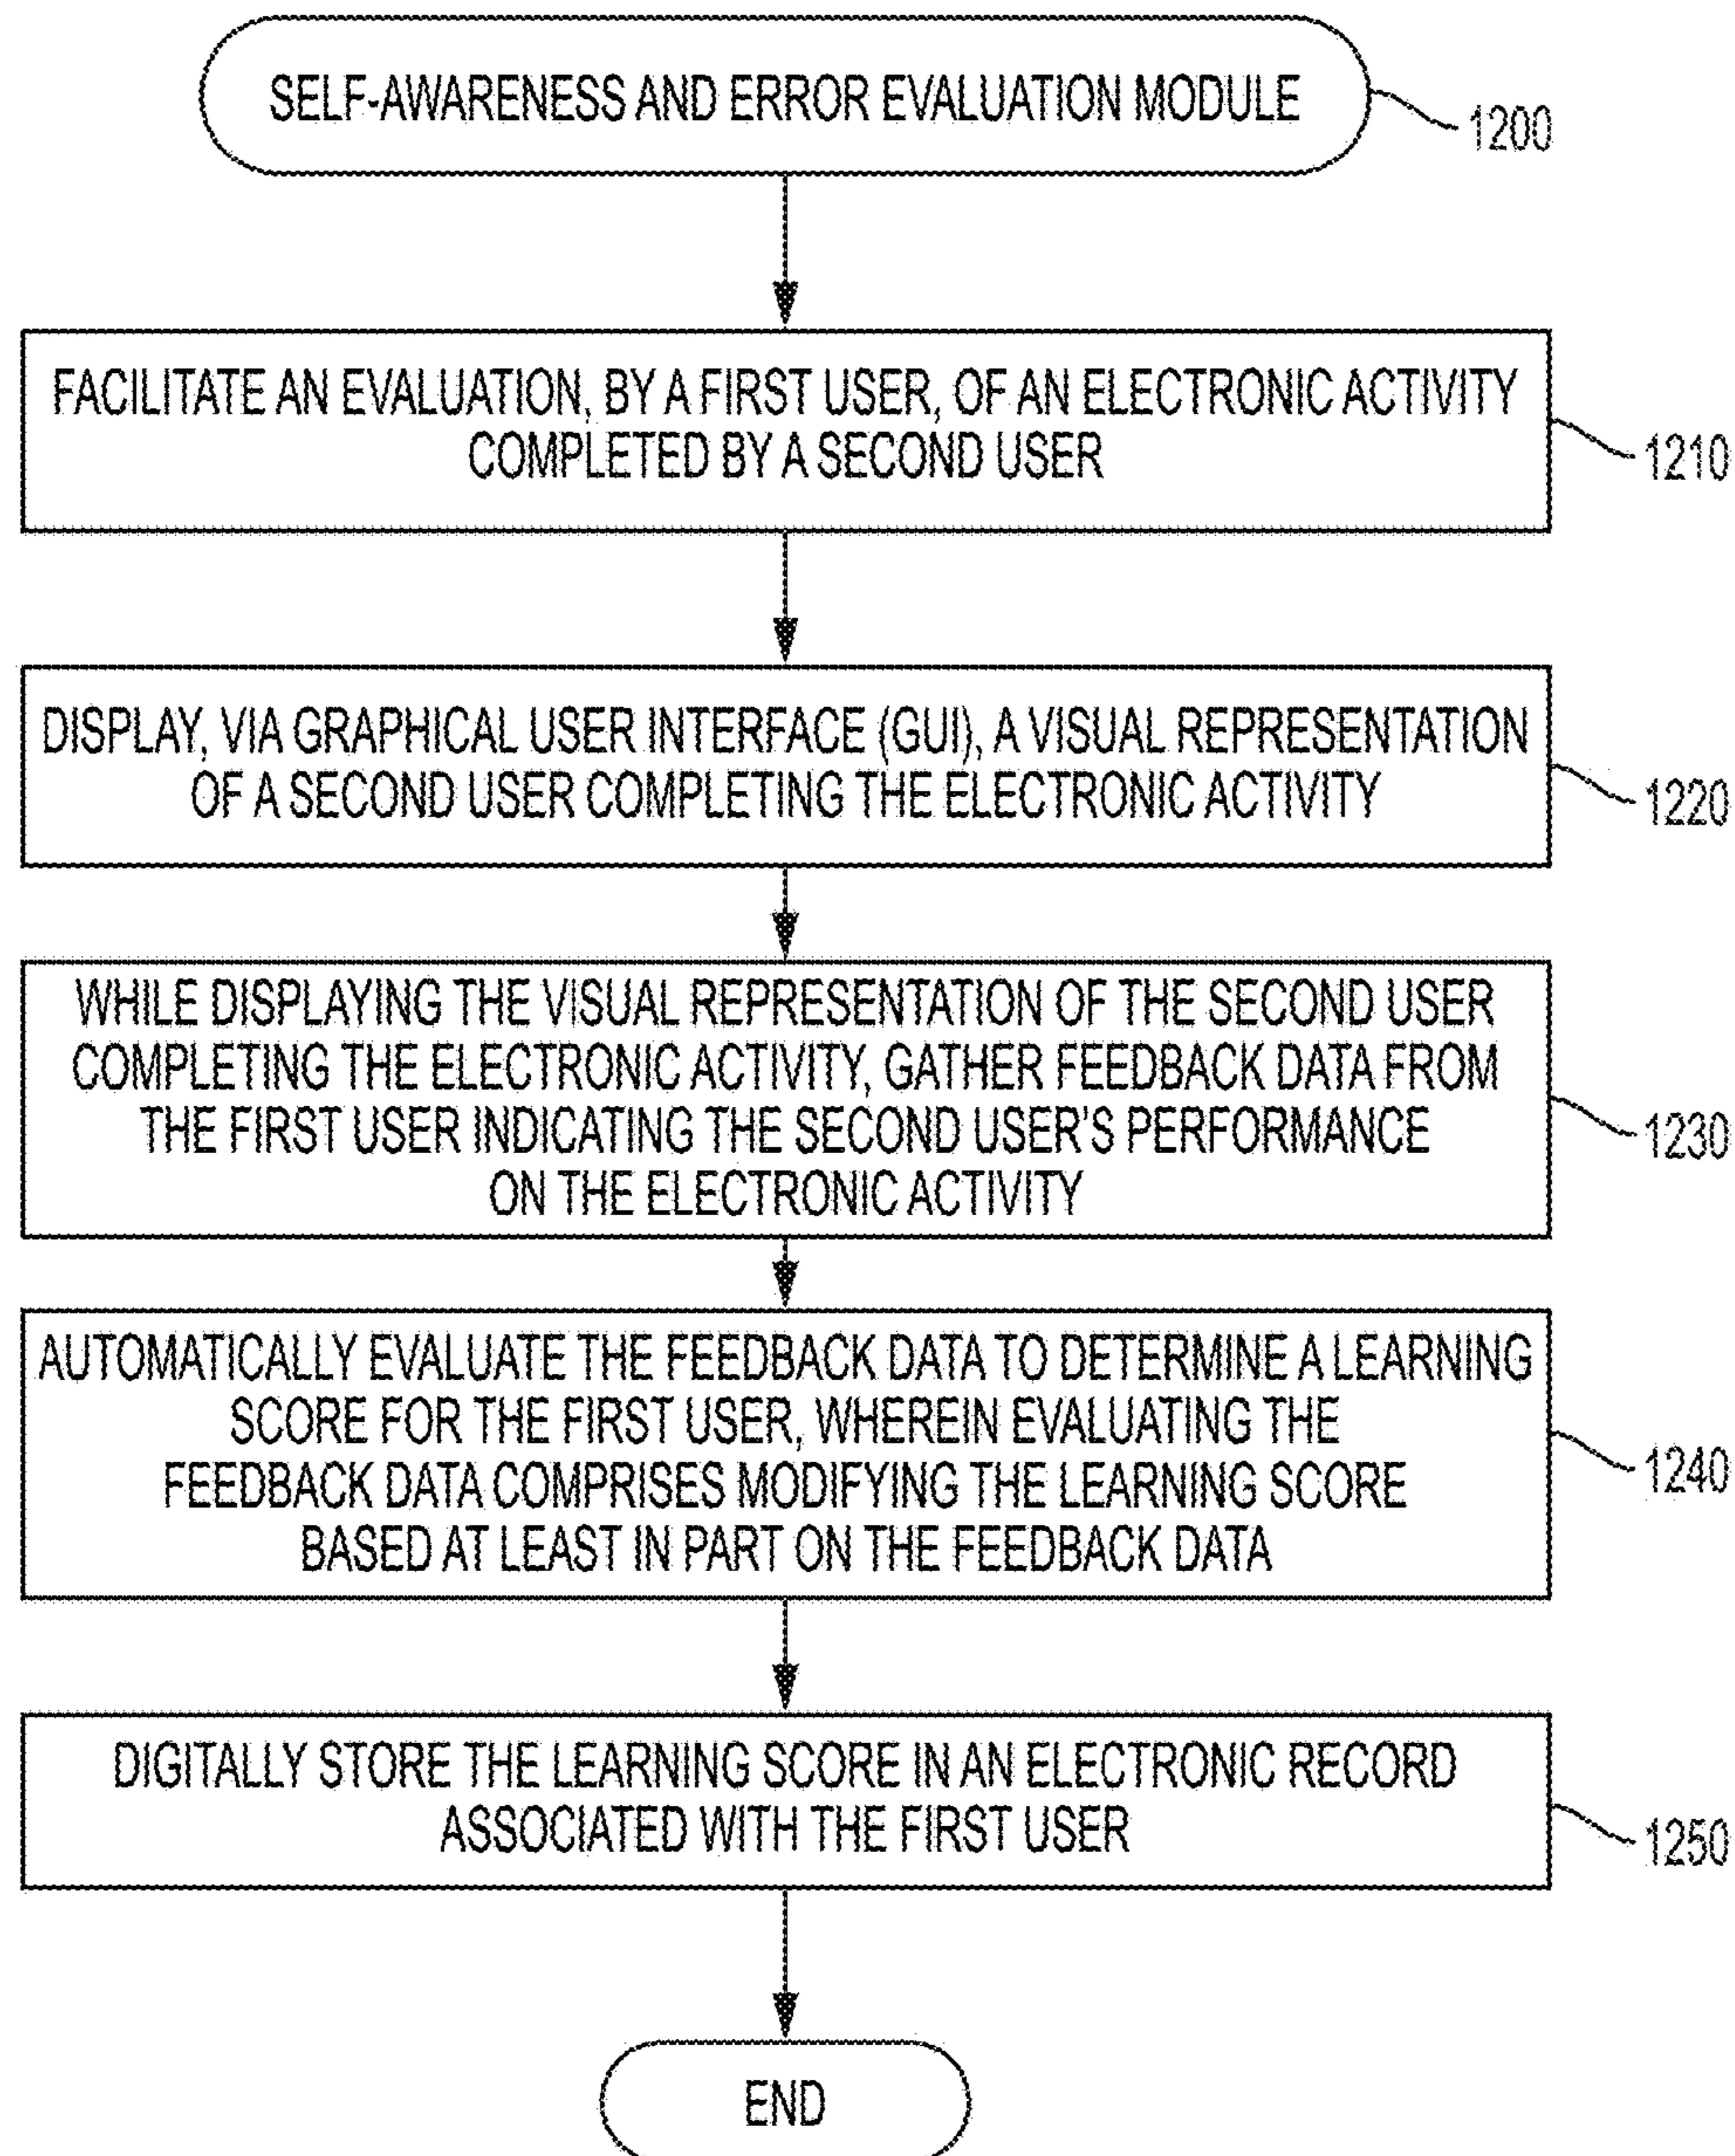 SELF-AWARENESS AND ERROR EVALUATION MODULE
1200
FACILITATE AN EVALUATION, BY A FIRST USER, OF AN ELECTRONIC ACTIVITY
COMPLETED BY A SECOND USER
1210
DISPLAY, VIA GRAPHICAL USER INTERFACE (GUI), A VISUAL REPRESENTATION
OF A SECOND USER COMPLETING THE ELECTRONIC ACTIVITY
1220
WHILE DISPLAYING THE VISUAL REPRESENTATION OF THE SECOND USER
COMPLETING THE ELECTRONIC ACTIVITY, GATHER FEEDBACK DATA FROM
THE FIRST USER INDICATING THE SECOND USER'S PERFORMANCE
ON THE ELECTRONIC ACTIVITY
1230
AUTOMATICALLY EVALUATE THE FEEDBACK DATA TO DETERMINE A LEARNING
SCORE FOR THE FIRST USER, WHEREIN EVALUATING THE
FEEDBACK DATA COMPRISES MODIFYING THE LEARNING SCORE
BASED AT LEAST IN PART ON THE FEEDBACK DATA
1240
DIGITALLY STORE THE LEARNING SCORE IN AN ELECTRONIC RECORD
ASSOCIATED WITH THE FIRST USER
1250
END